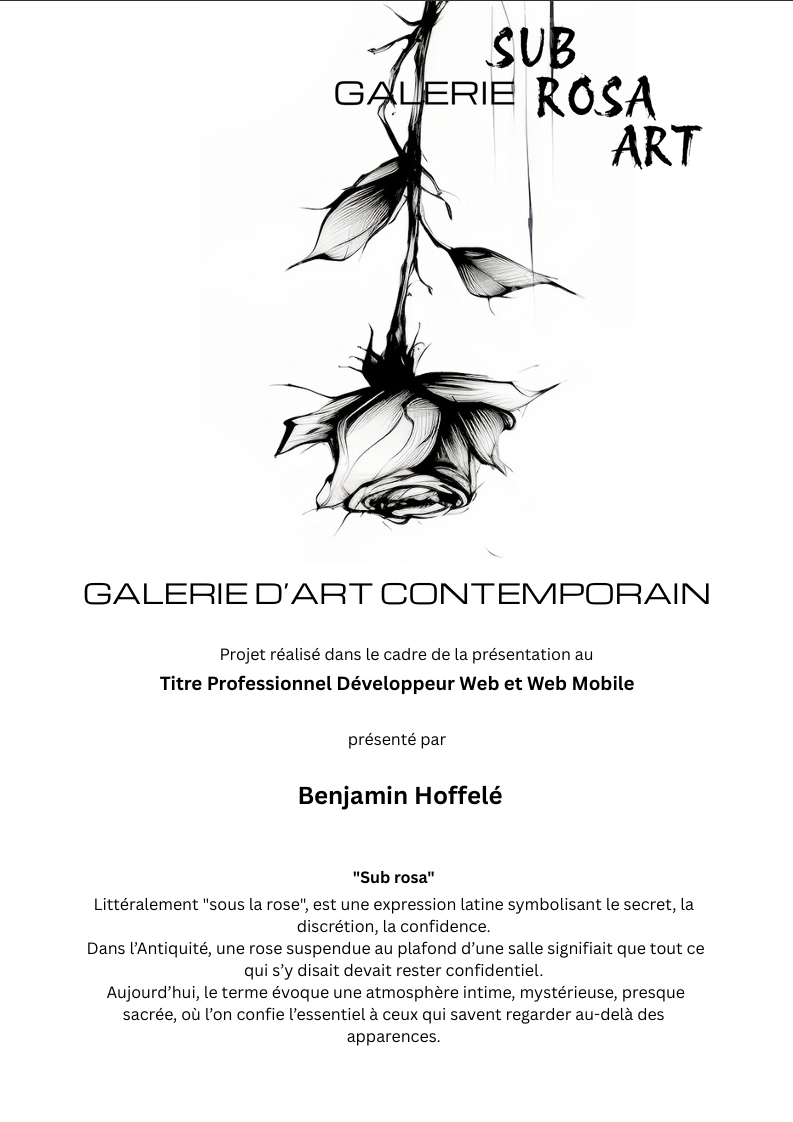 SUB
GALERIE ROSA
ART
GALERIE D’ART CONTEMPORAIN
Projet réalisé dans le cadre de la présentation au
Titre Professionnel Développeur Web et Web Mobile
présenté par
Benjamin Hoffelé
"Sub rosa"
Littéralement "sous la rose", est une expression latine symbolisant le secret, la
discrétion, la confidence.
Dans l’Antiquité, une rose suspendue au plafond d’une salle signifiait que tout ce
qui s’y disait devait rester confidentiel.
Aujourd’hui, le terme évoque une atmosphère intime, mystérieuse, presque
sacrée, où l’on confie l’essentiel à ceux qui savent regarder au-delà des
apparences.